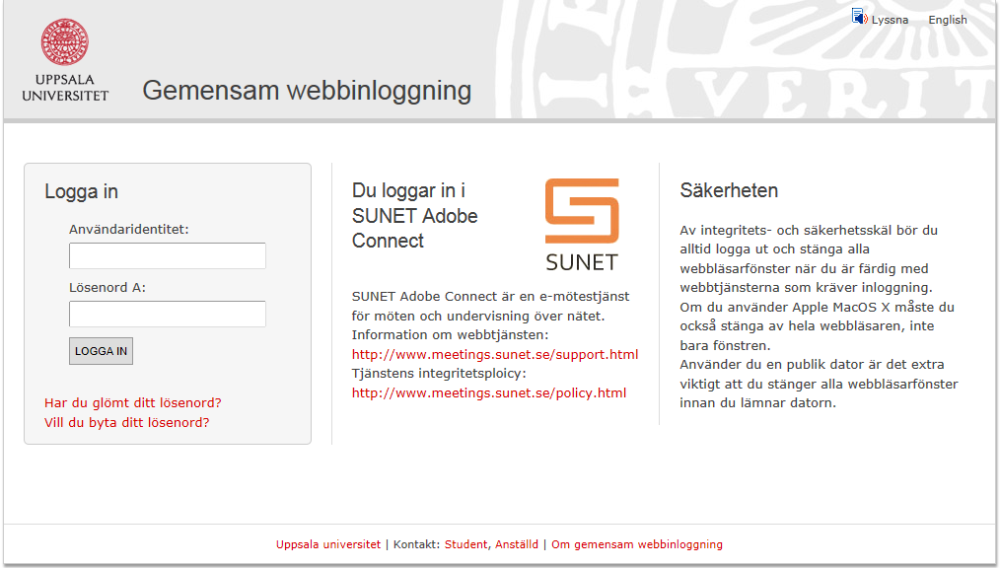 Lyssna English
UPPSALA
UNIVERSITET
Gemensam webbinloggning
VERIT
Logga in
Användaridentitet:
Lösenord A:
LOGGA IN
Har du glömt ditt lösenord?
Vill du byta ditt lösenord?
Du loggar in i
SUNET Adobe
Connect
SUNET
SUNET Adobe Connect är en e-mötestjänst
för möten och undervisning över nätet.
Information om webbtjänsten:
http://www.meetings.sunet.se/support.html
Tjänstens integritetsploicy:
http://www.meetings.sunet.se/policy.html
Säkerheten
Av integritets- och säkerhetsskäl bör du
alltid logga ut och stänga alla
webbläsarfönster när du är färdig med
webbtjänsterna som kräver inloggning.
Om du använder Apple MacOS X måste du
också stänga av hela webbläsaren, inte
bara fönstren.
Använder du en publik dator är det extra
viktigt att du stänger alla webbläsarfönster
innan du lämnar datorn.
Uppsala universitet | Kontakt: Student, Anställd | Om gemensam webbinloggning